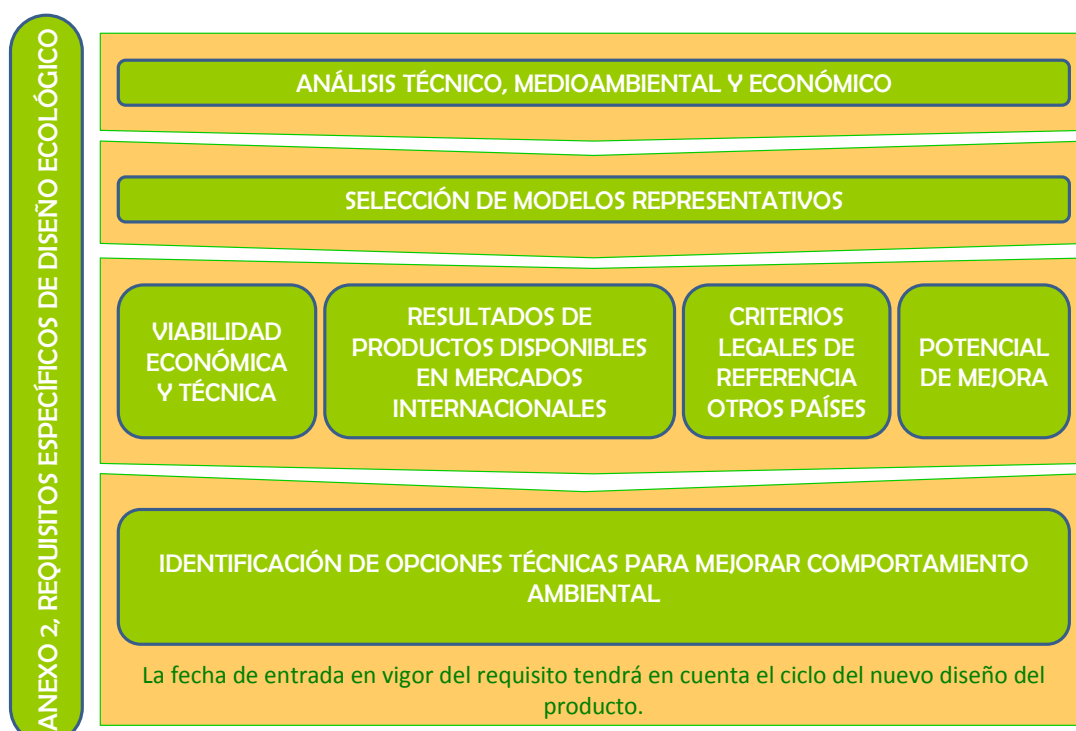 ANEXO 2, REQUISITOS ESPECÍFICOS DE DISEÑO ECOLÓGICO
ANÁLISIS TÉCNICO, MEDIOAMBIENTAL Y ECONÓMICO
SELECCIÓN DE MODELOS REPRESENTATIVOS
VIABILIDAD
ECONÓMICA
Y TÉCNICA
RESULTADOS DE
PRODUCTOS DISPONIBLES
EN MERCADOS
INTERNACIONALES
CRITERIOS
LEGALES DE
REFERENCIA
OTROS PAÍSES
POTENCIAL
DE MEJORA
IDENTIFICACIÓN DE OPCIONES TÉCNICAS PARA MEJORAR COMPORTAMIENTO
AMBIENTAL
La fecha de entrada en vigor del requisito tendrá en cuenta el ciclo del nuevo diseño del
producto.